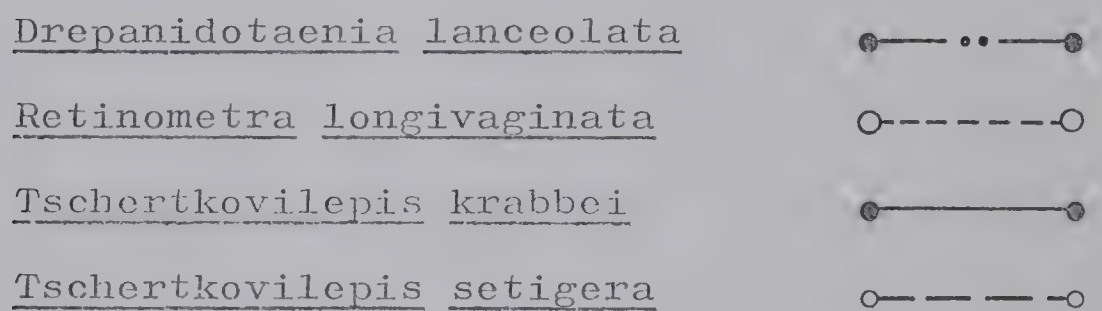 Drepanidotaenia lanceolata
Retinometra longivaginata
Tschertkovilepis krabbei
Tschertkovilepis setigera